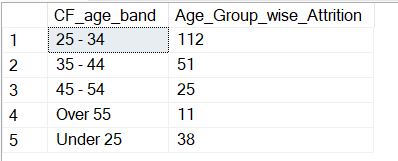 CF_age_band Age_Group_wise_Attrition
1 25 - 34 112
2 35 - 44 51
3 45 - 54 25
4 Over 55 11
5 Under 25 38